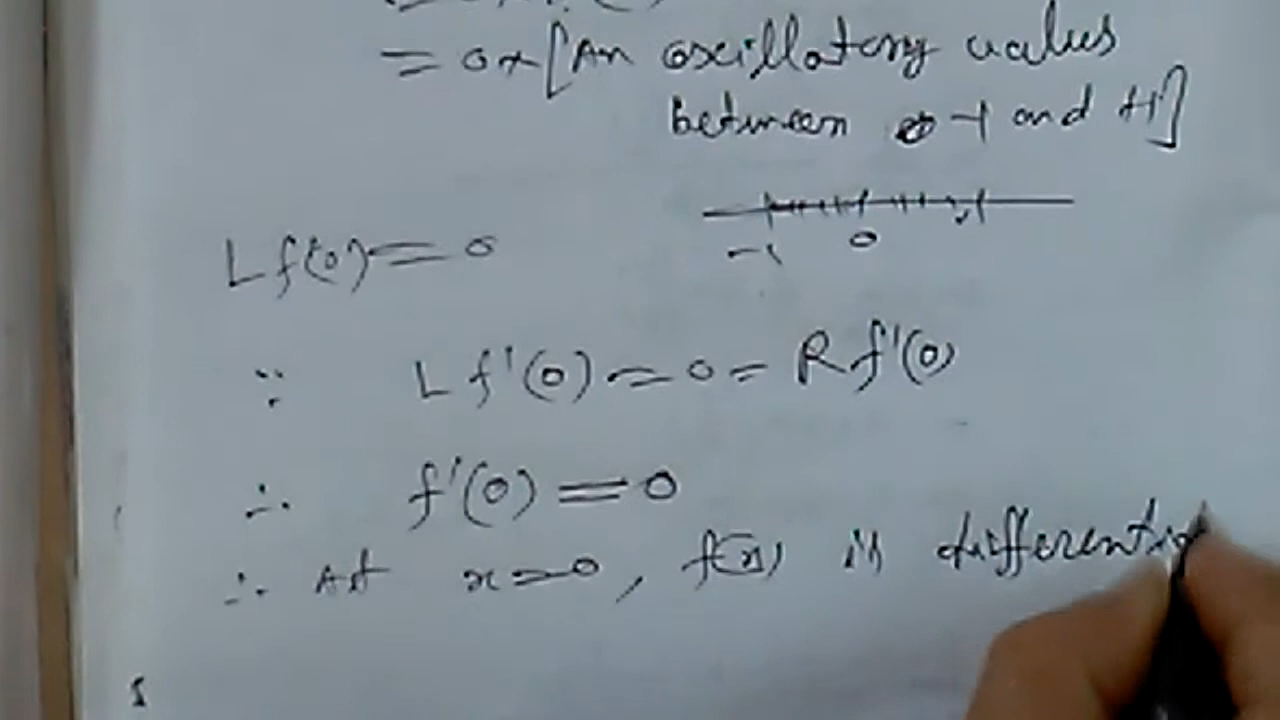 = 0 × [An oscillatory values
between -1 and +1]
-1 0
Lf(0) = 0
∵ Lf'(0) = 0 = Rf'(0)
∴ f'(0) = 0
∴ At x = 0, f(x) is differentia